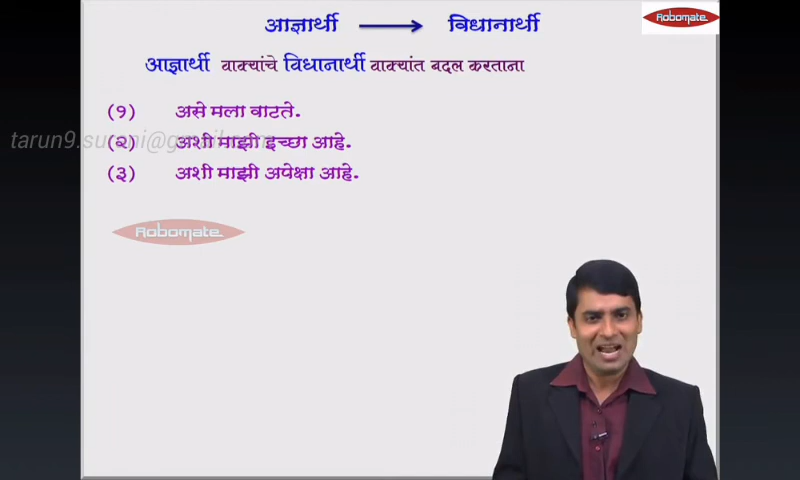 आज्ञार्थी → विधानार्थी
Robomate
आज्ञार्थी वाक्यांचे विधानार्थी वाक्यांत बदल करताना
(१) असे मला वाटते.
(२) अशी माझी इच्छा आहे.
(३) अशी माझी अपेक्षा आहे.
Robomate